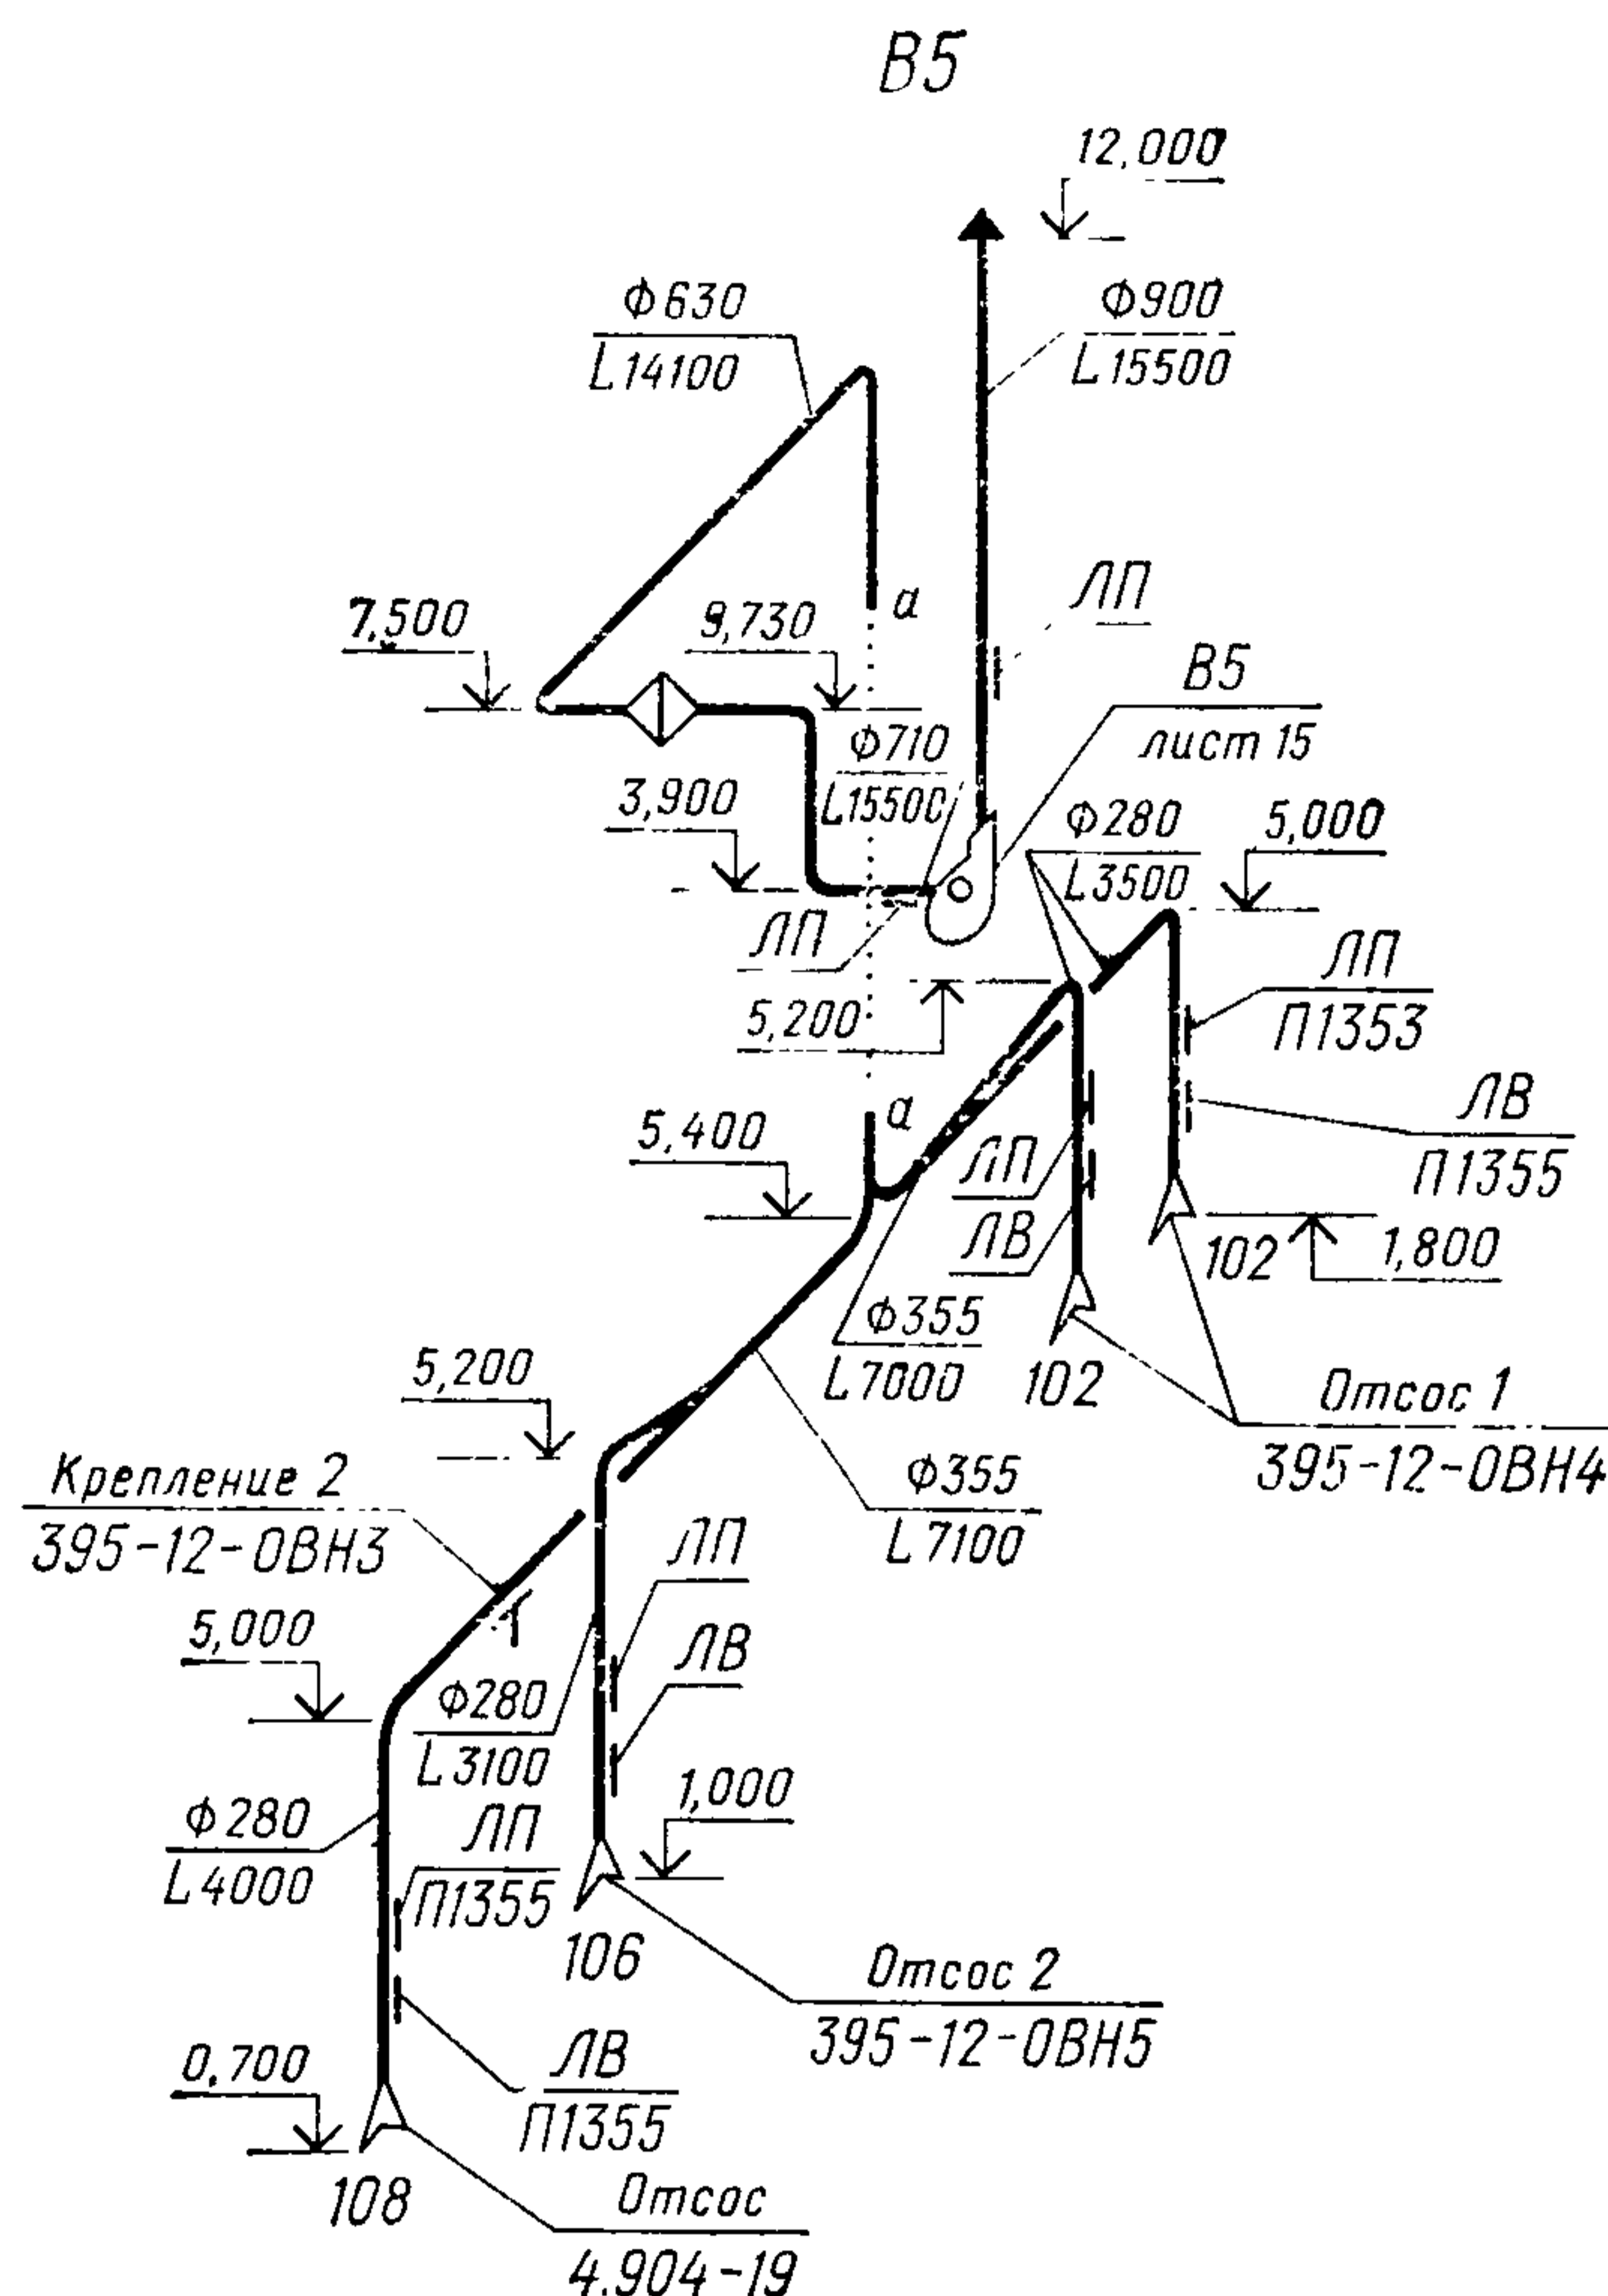 В5
12,000
Ф630
L14100
Ф900
L15500
а
ЛП
7,500
9,730
В5
лист 15
Ф710
L15500
3,900
Ф280
L3500
5,000
ЛП
ЛП
П1353
5,200
ЛВ
П1355
а
5,400
ЛП
ЛВ
102
1,800
Ф355
L7000
102
5,200
Отсос 1
395-12-ОВН4
Крепление 2
395-12-ОВН3
Ф355
L7100
ЛП
5,000
ЛВ
Ф280
L3100
1,000
Ф280
L4000
ЛП
П1355
106
Отсос 2
395-12-ОВН5
0,700
ЛВ
П1355
108
Отсос
4.904-19